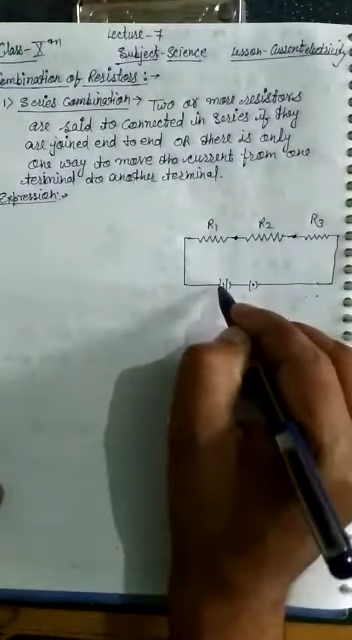 Lecture-7
Class-Xth Subject-Science Lesson-Current electricity
Combination of Resistors:-
1) Series Combination→ Two or more resistors
are said to connected in series if they
are joined end to end OR there is only
one way to move the current from one
terminal to another terminal.
Expression:-
R1 R2 R3